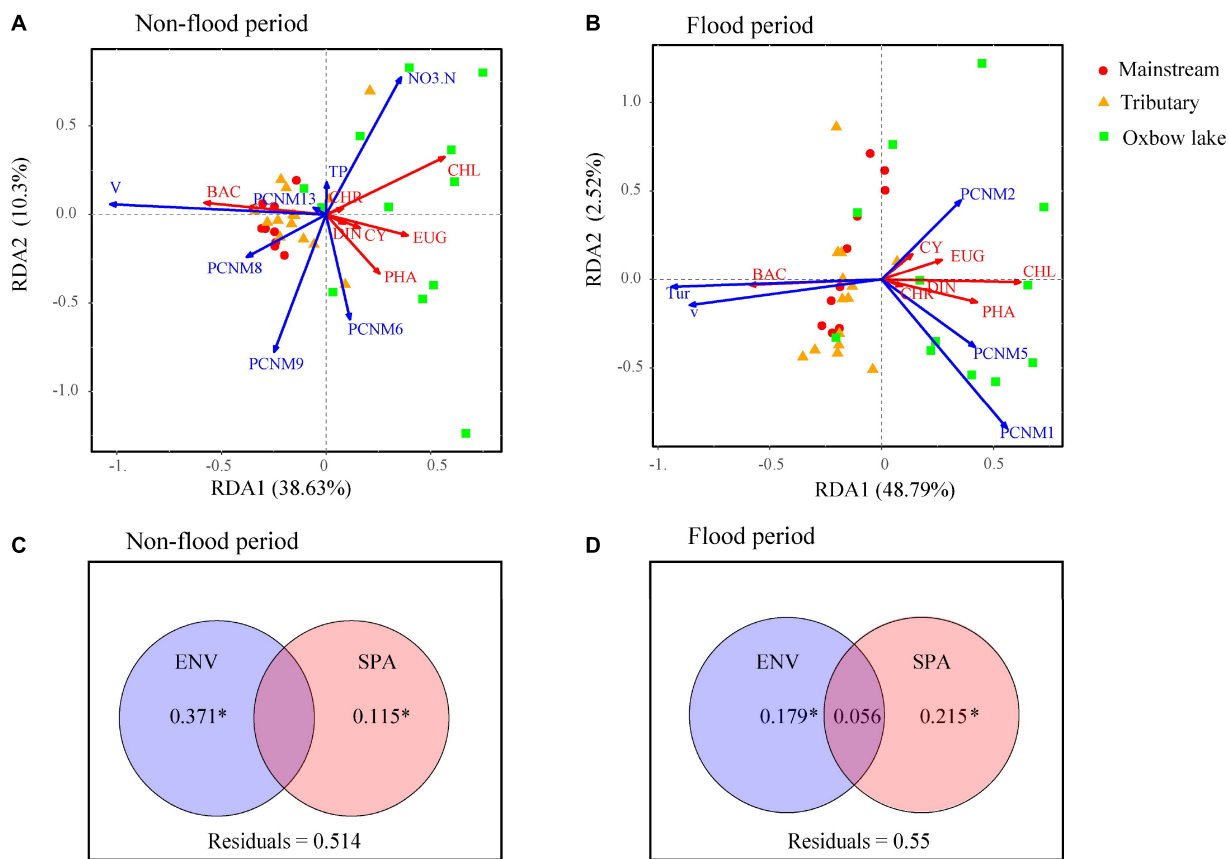 A
Non-flood period
B
Flood period
RDA2 (10.3%)
0.5
0.0
-0.5
-1.0
-1.
-0.5
0
0.5
RDA1 (38.63%)
NO3.N
CHL
TP
V
BAC
PCNM13
CHR
DIN
CY
EUG
PCNM8
PHA
PCNM6
PCNM9
RDA2 (2.52%)
1.0
0.5
0.0
-0.5
-1.
-0.5
0
0.5
RDA1 (48.79%)
PCNM2
CY
EUG
BAC
CHL
Tur
DIN
CHR
v
PHA
PCNM5
PCNM1
Mainstream
Tributary
Oxbow lake
C
Non-flood period
ENV
SPA
0.371*
0.115*
Residuals = 0.514
D
Flood period
ENV
SPA
0.179*
0.056
0.215*
Residuals = 0.55